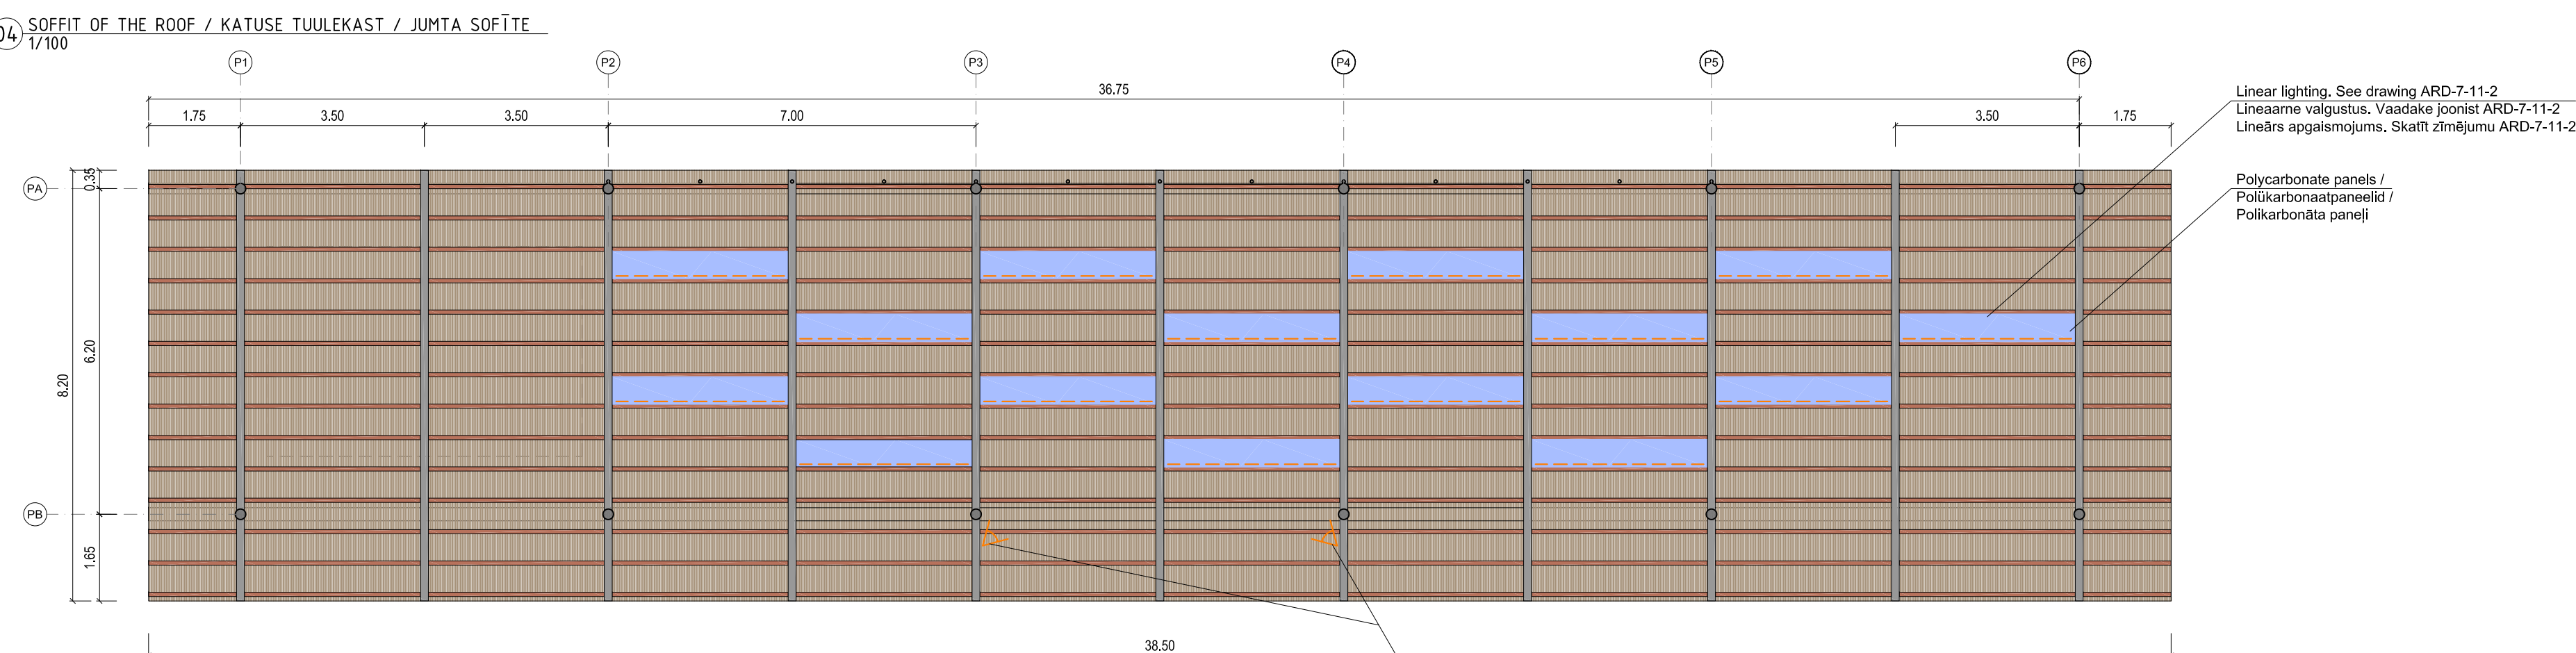 04 SOFFIT OF THE ROOF / KATUSE TUULEKAST / JUMTA SOFĪTE
1/100
P1 P2 P3 P4 P5 P6
36.75
1.75 3.50 3.50 7.00 3.50 1.75
Linear lighting. See drawing ARD-7-11-2
Lineaarne valgustus. Vaadake joonist ARD-7-11-2
Lineārs apgaismojums. Skatīt zīmējumu ARD-7-11-2
Polycarbonate panels /
Polükarbonaatpaneelid /
Polikarbonāta paneļi
PA
0.35
6.20
8.20
PB
1.65
38.50